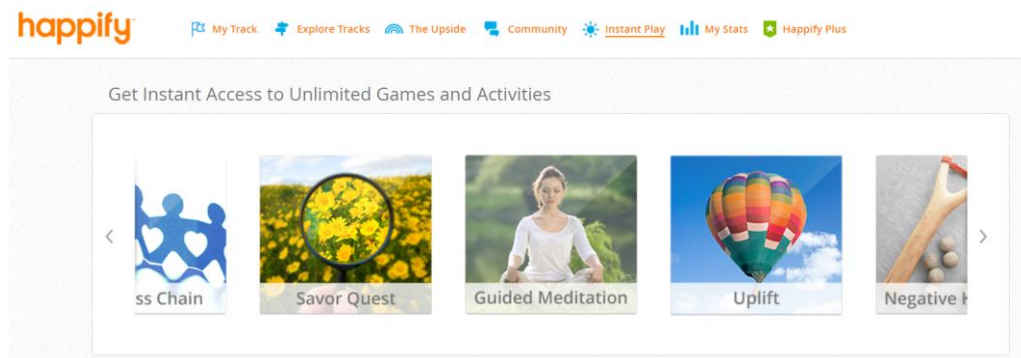 happify
My Track Explore Tracks The Upside Community Instant Play My Stats Happify Plus
Get Instant Access to Unlimited Games and Activities
ss Chain Savor Quest Guided Meditation Uplift Negative